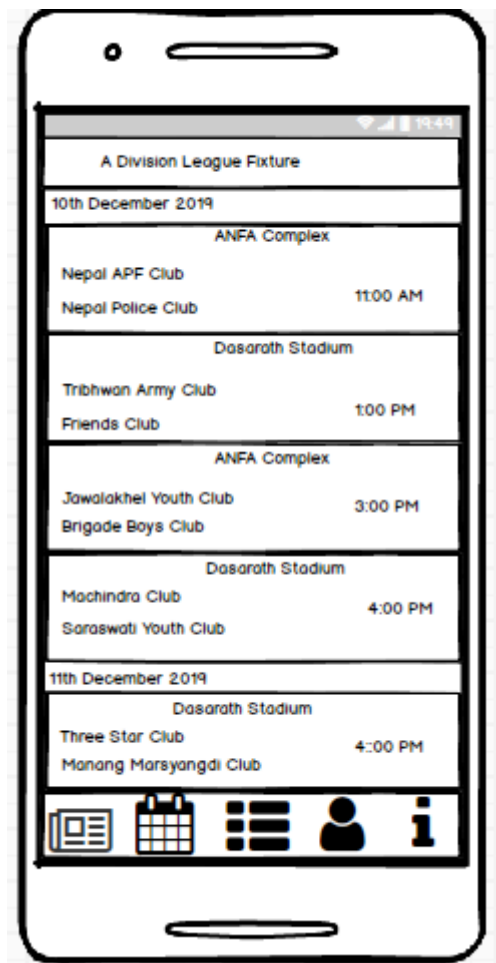 19:49
A Division League Fixture
10th December 2019
ANFA Complex
Nepal APF Club
Nepal Police Club
11:00 AM
Dasarath Stadium
Tribhwan Army Club
Friends Club
1:00 PM
ANFA Complex
Jawalakhel Youth Club
Brigade Boys Club
3:00 PM
Dasarath Stadium
Machindra Club
Saraswati Youth Club
4:00 PM
11th December 2019
Dasarath Stadium
Three Star Club
Manang Marsyangdi Club
4::00 PM